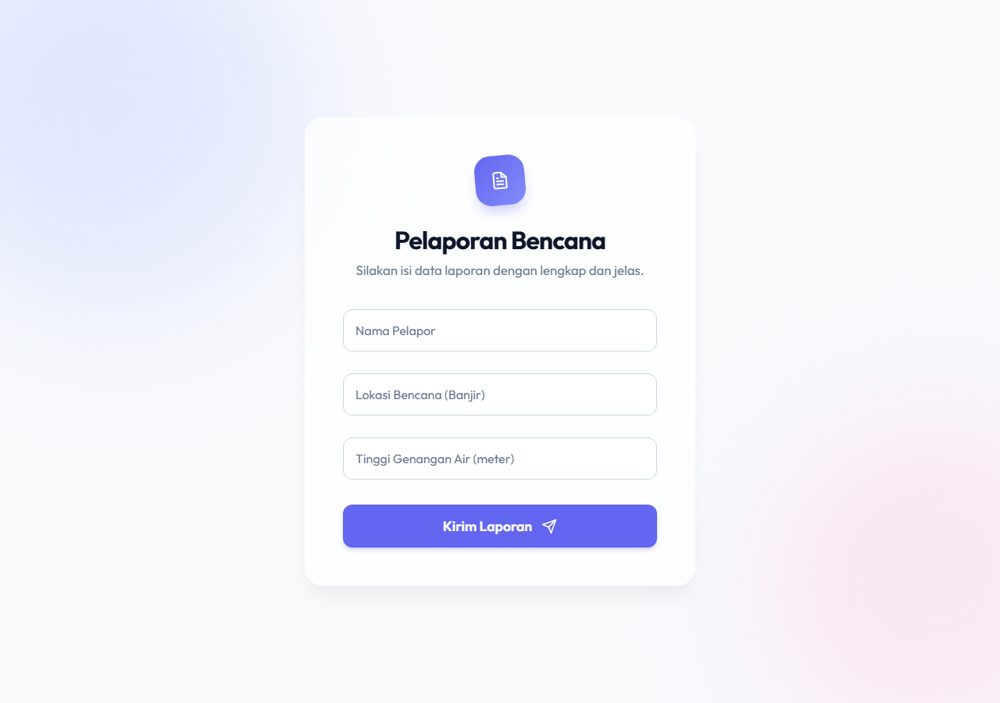 Pelaporan Bencana
Silakan isi data laporan dengan lengkap dan jelas.
Nama Pelapor
Lokasi Bencana (Banjir)
Tinggi Genangan Air (meter)
Kirim Laporan